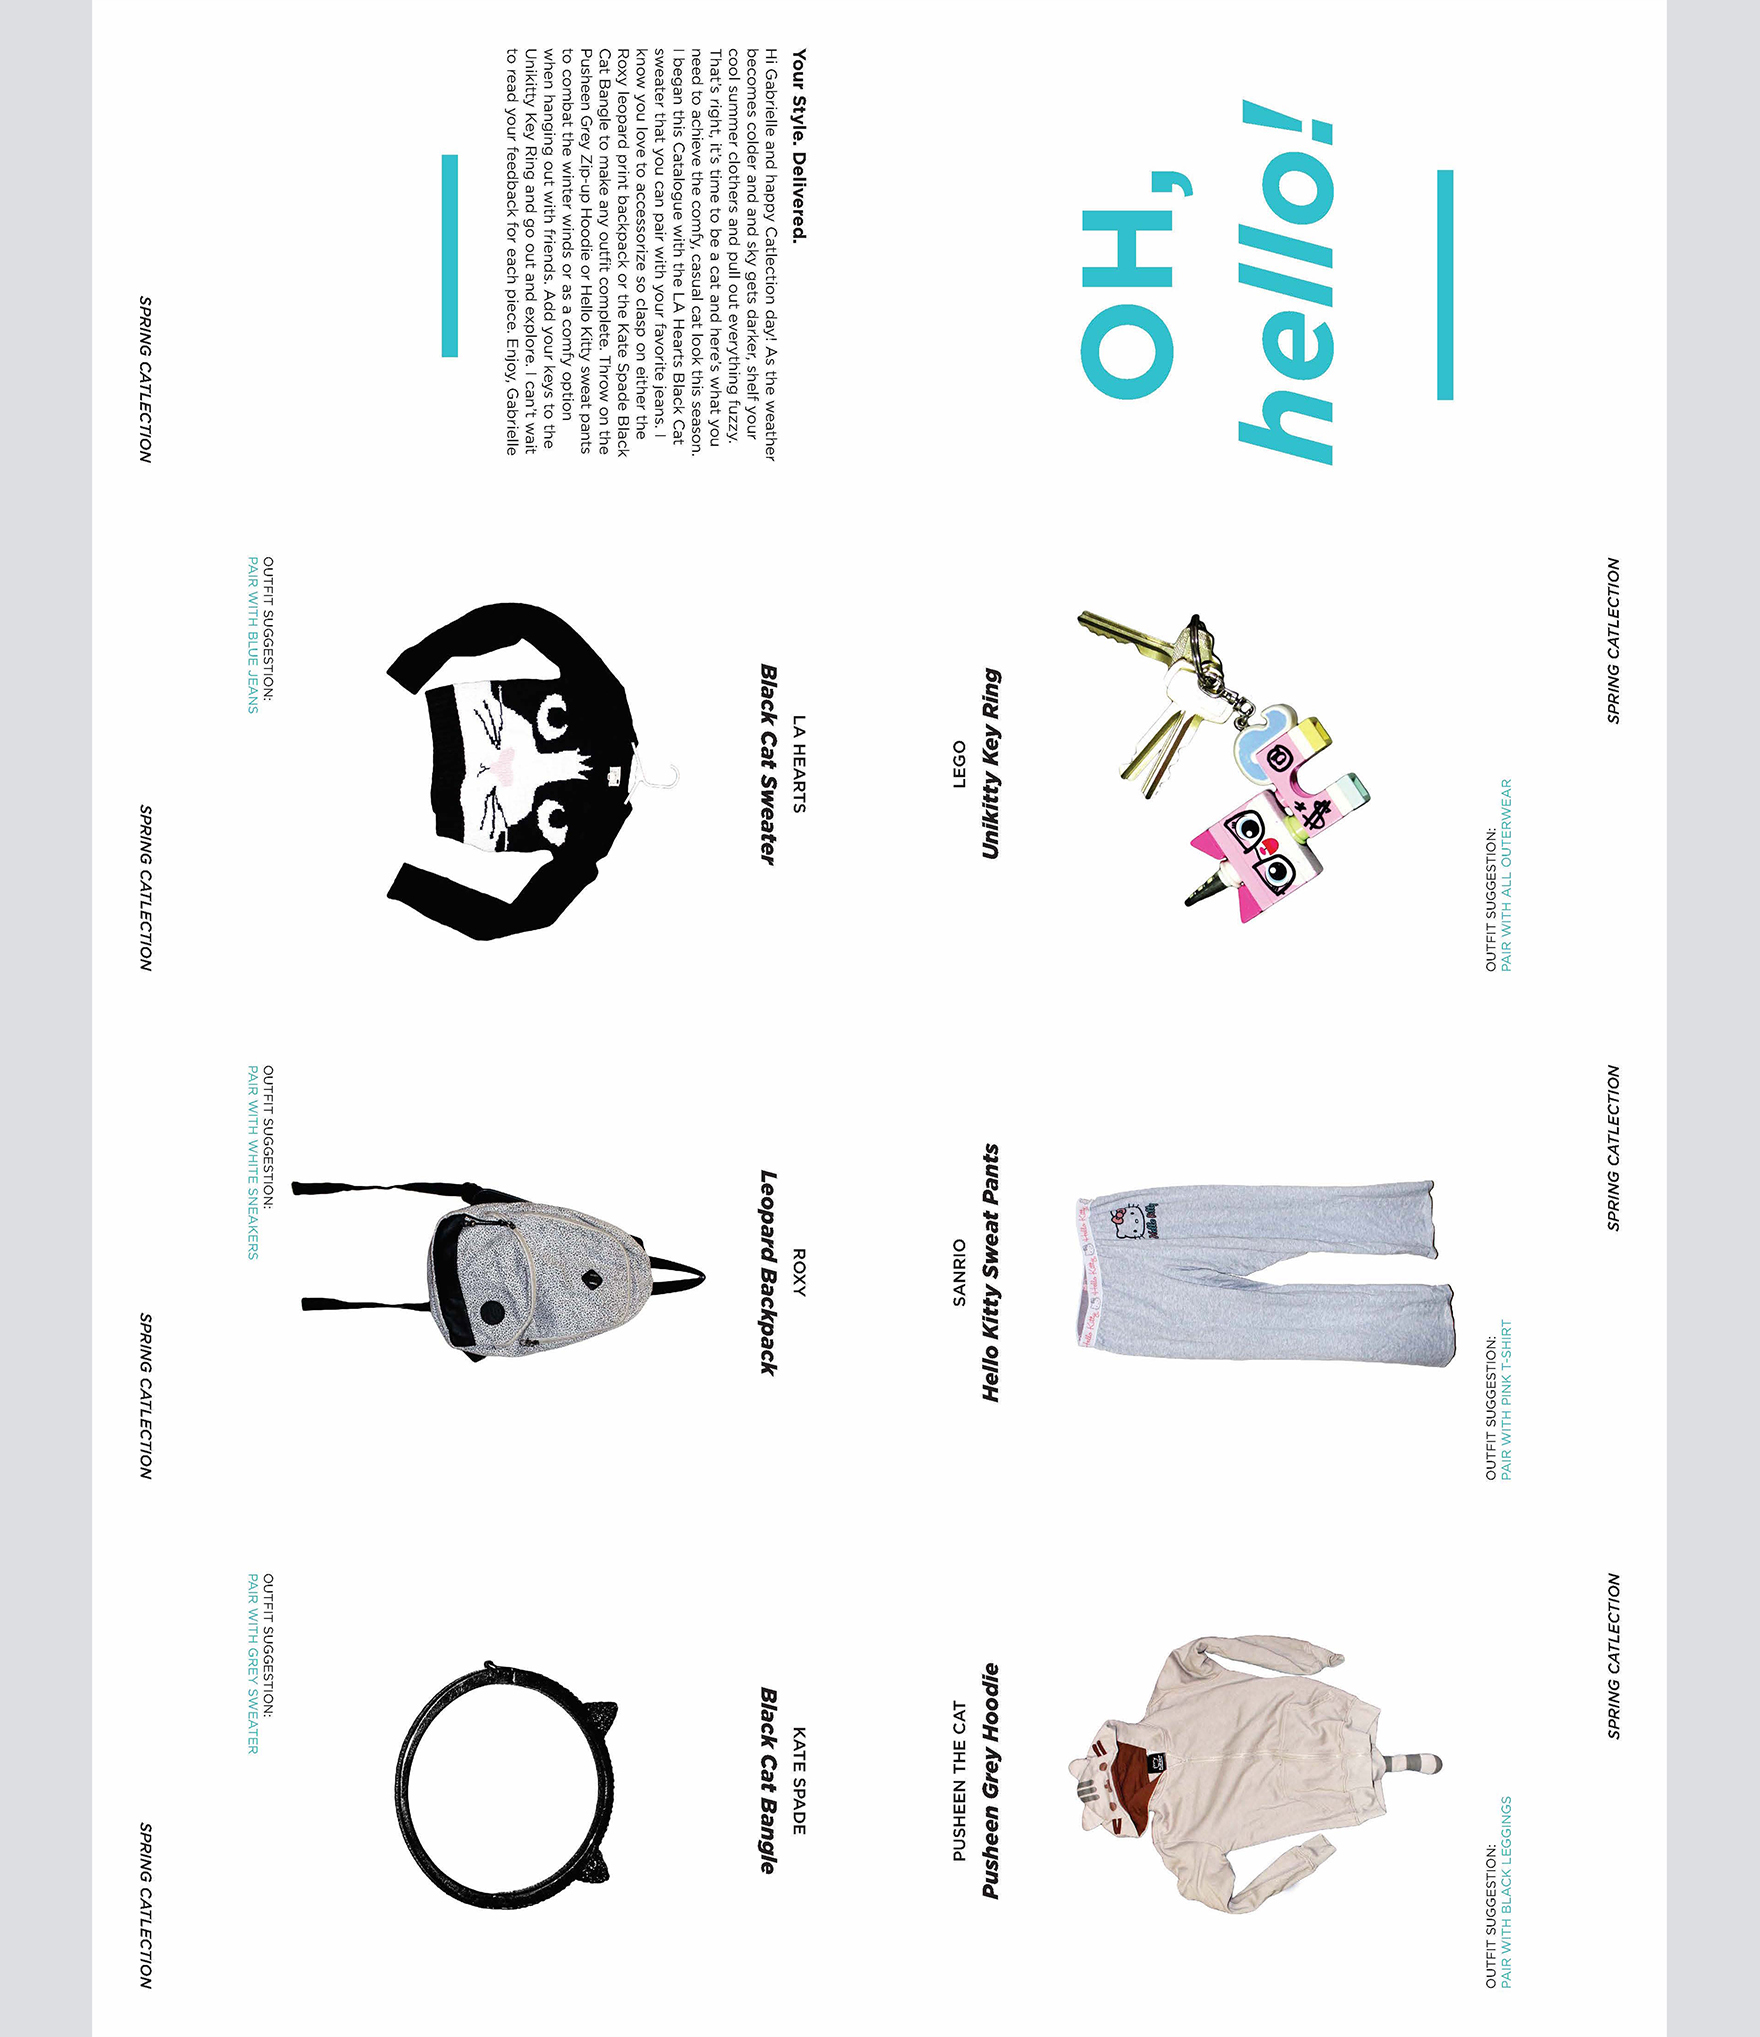 OH,
hello!
Your Style. Delivered.
Hi Gabrielle and happy Catlection day! As the weather
becomes colder and and sky gets darker, shelf your
cool summer clothers and pull out everything fuzzy.
That's right, it's time to be a cat and here's what you
need to achieve the comfy, casual cat look this season.
I began this Catalogue with the LA Hearts Black Cat
sweater that you can pair with your favorite jeans. I
know you love to accessorize so clasp on either the
Roxy leopard print backpack or the Kate Spade Black
Cat Bangle to make any outfit complete. Throw on the
Pusheen Grey Zip-up Hoodie or Hello Kitty sweat pants
to combat the winter winds or as a comfy option
when hanging out with friends. Add your keys to the
Unikitty Key Ring and go out and explore. I can't wait
to read your feedback for each piece. Enjoy, Gabrielle
SPRING CATLECTION
LA HEARTS
Black Cat Sweater
OUTFIT SUGGESTION:
PAIR WITH BLUE JEANS
SPRING CATLECTION
ROXY
Leopard Backpack
OUTFIT SUGGESTION:
PAIR WITH WHITE SNEAKERS
SPRING CATLECTION
KATE SPADE
Black Cat Bangle
OUTFIT SUGGESTION:
PAIR WITH GREY SWEATER
SPRING CATLECTION
SPRING CATLECTION
LEGO
Unikitty Key Ring
OUTFIT SUGGESTION:
PAIR WITH ALL OUTERWEAR
SPRING CATLECTION
SANRIO
Hello Kitty Sweat Pants
Hello Kitty
Hello Kitty
Hello Kitty
Hello Kitty
Hello Kitty
OUTFIT SUGGESTION:
PAIR WITH PINK T-SHIRT
SPRING CATLECTION
PUSHEEN THE CAT
Pusheen Grey Hoodie
OUTFIT SUGGESTION:
PAIR WITH BLACK LEGGINGS